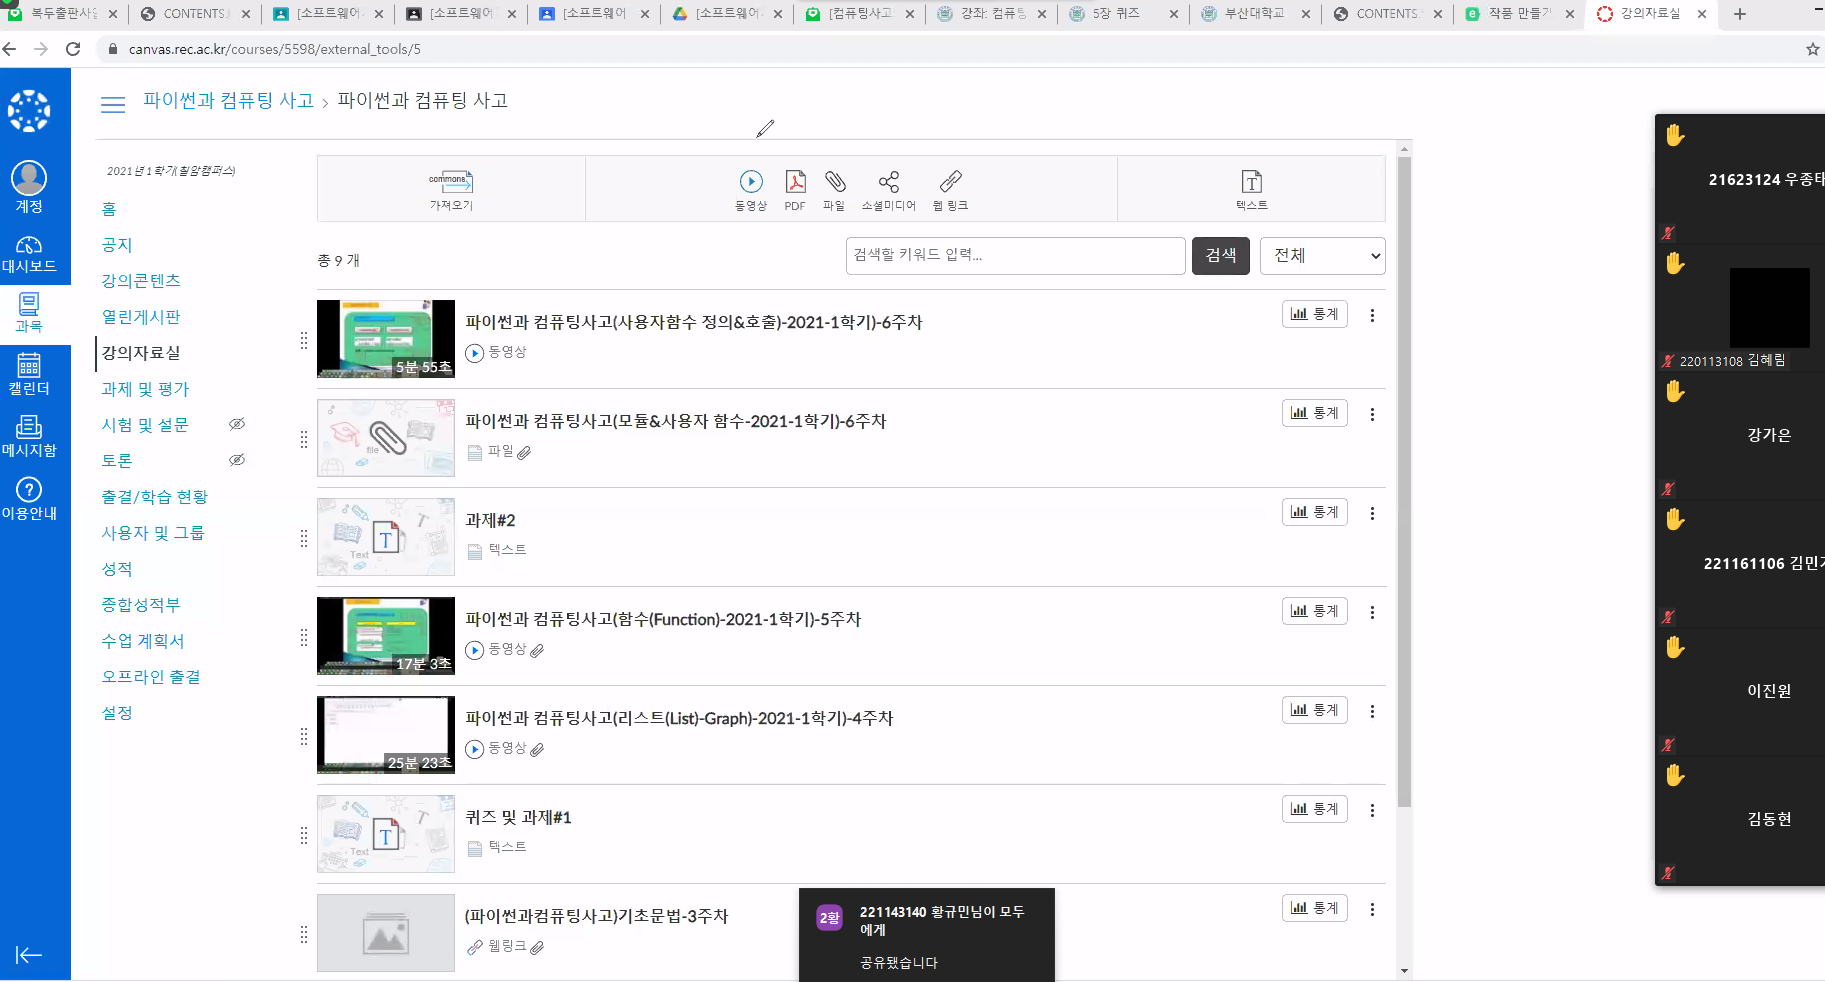 복두출판사
CONTENTS
[소프트웨어
[소프트웨어
[소프트웨어
[소프트웨어
[컴퓨팅사고
강좌: 컴퓨팅
5장 퀴즈
부산대학교
CONTENTS
작품 만들기
강의자료실
canvas.rec.ac.kr/courses/5598/external_tools/5
파이썬과 컴퓨팅 사고 > 파이썬과 컴퓨팅 사고
계정
대시보드
과목
캘린더
메시지함
이용안내
홈
공지
강의콘텐츠
열린게시판
강의자료실
과제 및 평가
시험 및 설문
토론
출결/학습 현황
사용자 및 그룹
성적
종합성적부
수업 계획서
오프라인 출결
설정
commons
가져오기
동영상
PDF
파일
소셜미디어
웹 링크
T
텍스트
총 9 개
검색할 키워드 입력...
검색
전체
5분 55초
파이썬과 컴퓨팅사고(사용자함수 정의&호출)-2021-1학기)-6주차
동영상
통계
file
파이썬과 컴퓨팅사고(모듈&사용자 함수-2021-1학기)-6주차
파일
통계
T
Text
과제#2
텍스트
통계
17분 3초
파이썬과 컴퓨팅사고(함수(Function)-2021-1학기)-5주차
동영상
통계
25분 23초
파이썬과 컴퓨팅사고(리스트(List)-Graph)-2021-1학기)-4주차
동영상
통계
T
Text
퀴즈 및 과제#1
텍스트
통계
(파이썬과컴퓨팅사고)기초문법-3주차
웹링크
통계
21623124 우종태
220113108 김혜림
강가은
221161106 김민지
이진원
김동현
2황
221143140 황규민님이 모두
에게
공유됐습니다